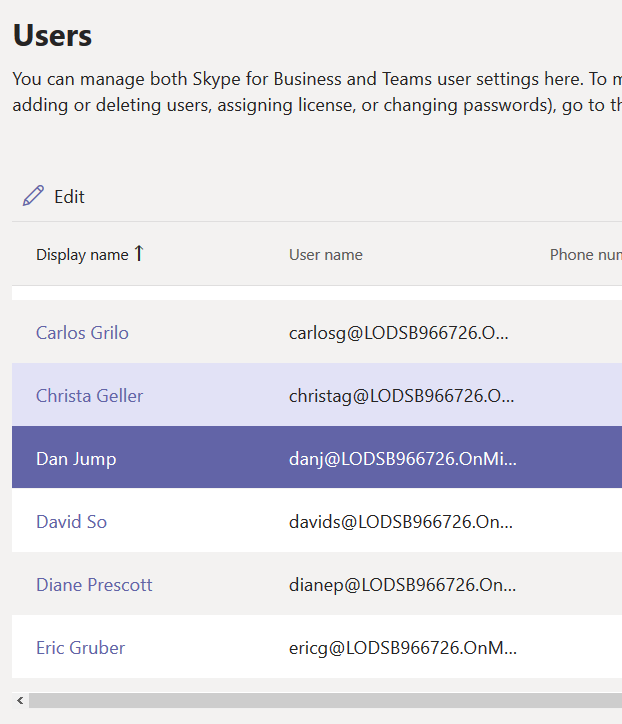 Users
You can manage both Skype for Business and Teams user settings here. To
adding or deleting users, assigning license, or changing passwords), go to
Edit
Display name ↑ User name Phone
Carlos Grilo carlosg@LODSB966726.O...
Christa Geller christag@LODSB966726.O...
Dan Jump danj@LODSB966726.OnMi...
David So davids@LODSB966726.On...
Diane Prescott dianep@LODSB966726.On...
Eric Gruber ericg@LODSB966726.OnM...